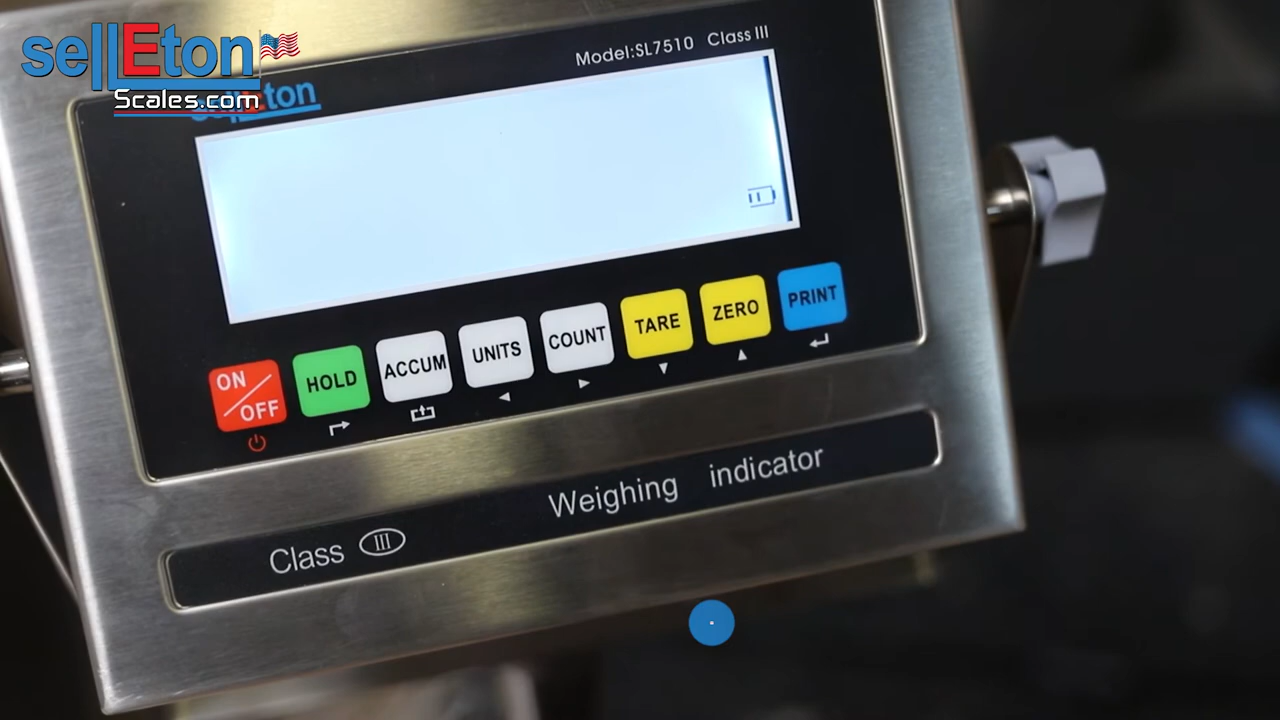 sellEton
Scales.com
sellEton
Model:SL7510 Class III
ON
OFF
HOLD
ACCUM
UNITS
COUNT
TARE
ZERO
PRINT
Class III
Weighing indicator